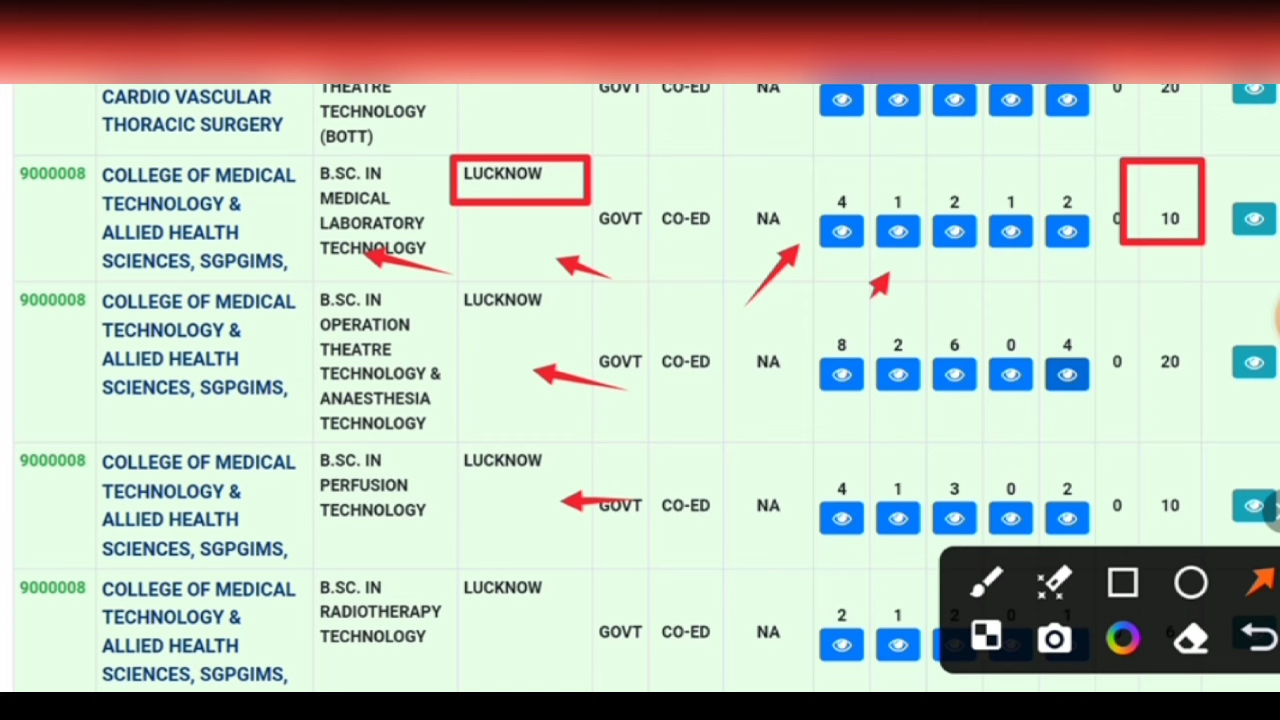 CARDIO VASCULAR
THORACIC SURGERY
THEATRE
TECHNOLOGY
(BOTT)
GOVT CO-ED NA 0 20
9000008
COLLEGE OF MEDICAL
TECHNOLOGY &
ALLIED HEALTH
SCIENCES, SGPGIMS,
B.SC. IN
MEDICAL
LABORATORY
TECHNOLOGY
LUCKNOW
GOVT CO-ED NA 4 1 2 1 2 0 10
9000008
COLLEGE OF MEDICAL
TECHNOLOGY &
ALLIED HEALTH
SCIENCES, SGPGIMS,
B.SC. IN
OPERATION
THEATRE
TECHNOLOGY &
ANAESTHESIA
TECHNOLOGY
LUCKNOW
GOVT CO-ED NA 8 2 6 0 4 0 20
9000008
COLLEGE OF MEDICAL
TECHNOLOGY &
ALLIED HEALTH
SCIENCES, SGPGIMS,
B.SC. IN
PERFUSION
TECHNOLOGY
LUCKNOW
GOVT CO-ED NA 4 1 3 0 2 0 10
9000008
COLLEGE OF MEDICAL
TECHNOLOGY &
ALLIED HEALTH
SCIENCES, SGPGIMS,
B.SC. IN
RADIOTHERAPY
TECHNOLOGY
LUCKNOW
GOVT CO-ED NA 2 1 2 0 1 6